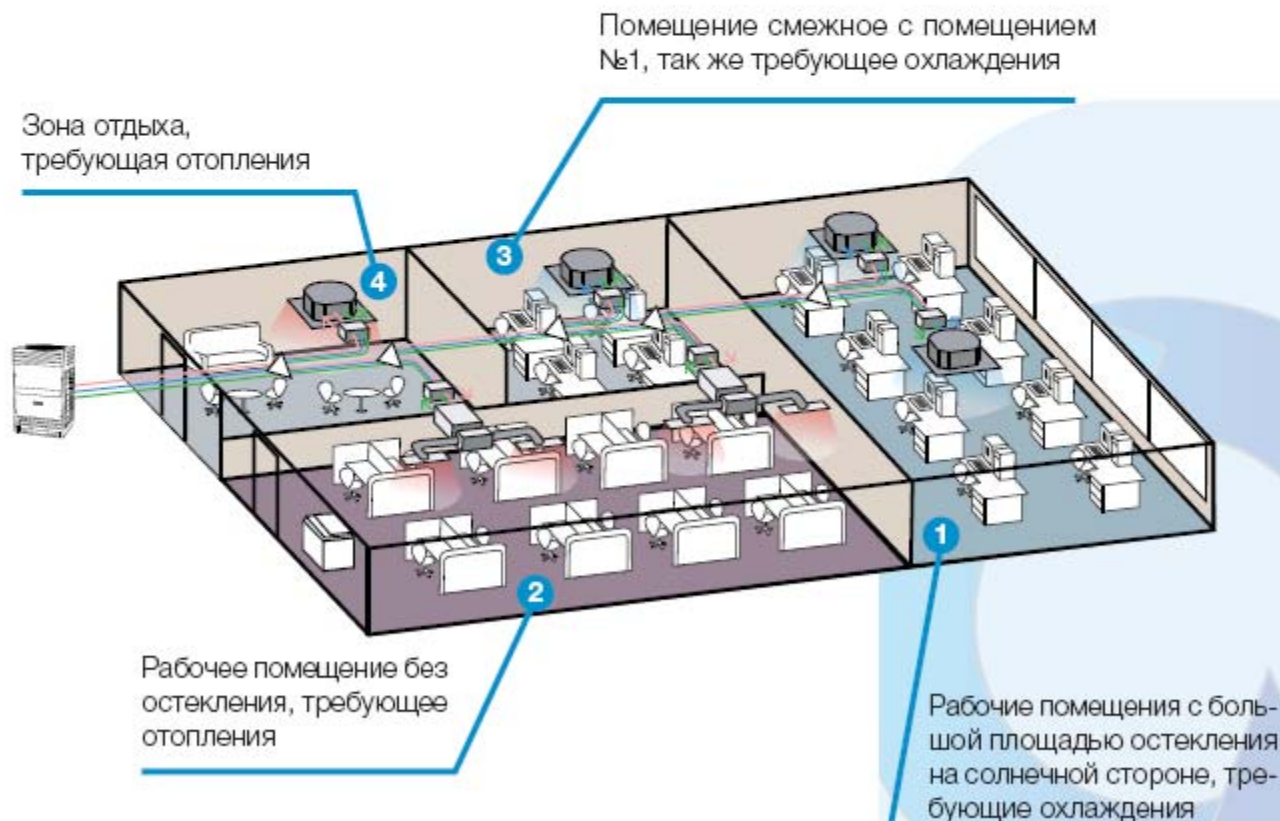 Помещение смежное с помещением
№1, так же требующее охлаждения
Зона отдыха,
требующая отопления
3
4
1
2
Рабочее помещение без
остекления, требующее
отопления
Рабочие помещения с боль-
шой площадью остекления
на солнечной стороне, тре-
бующие охлаждения